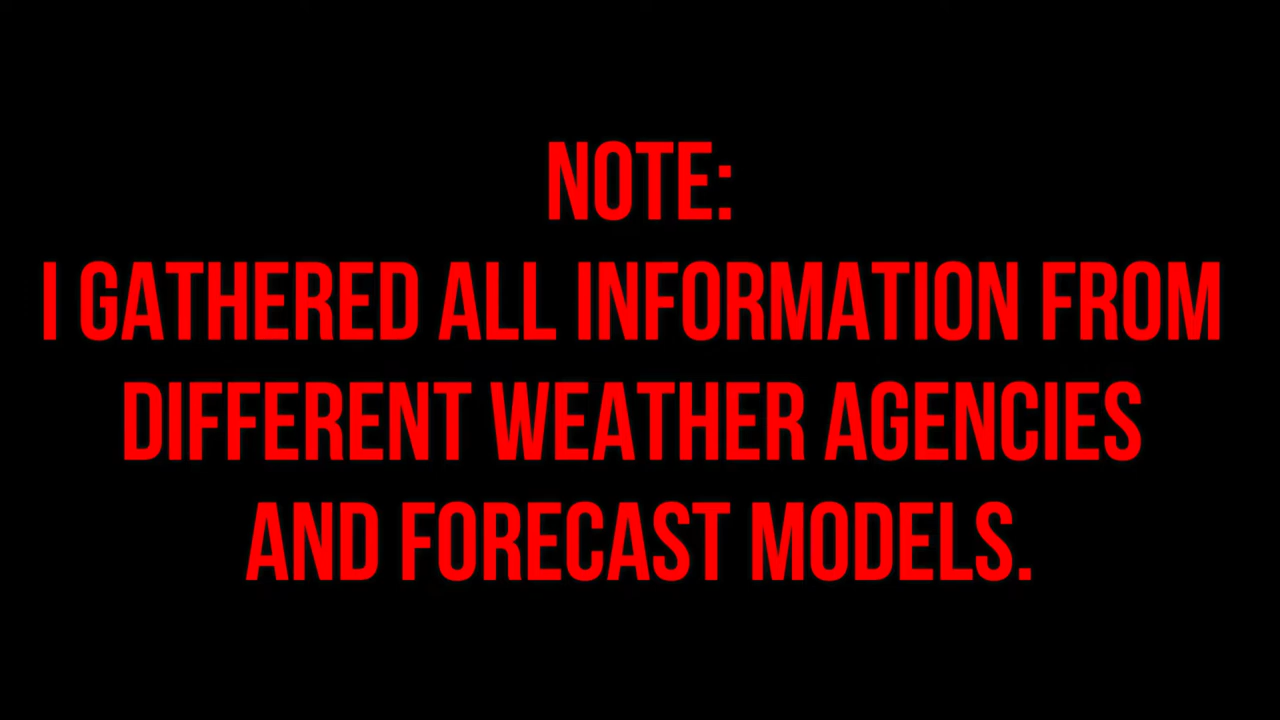 NOTE:
I GATHERED ALL INFORMATION FROM
DIFFERENT WEATHER AGENCIES
AND FORECAST MODELS.